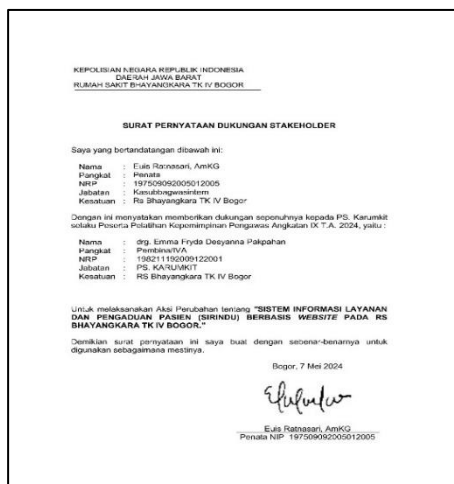 KEPOLISIAN NEGARA REPUBLIK INDONESIA
DAERAH JAWA BARAT
RUMAH SAKIT BHAYANGKARA TK IV BOGOR
SURAT PERNYATAAN DUKUNGAN STAKEHOLDER
Saya yang bertandatangan dibawah ini:
Nama : Euis Ratnasari, AmKG
Pangkat : Penata
NRP : 197509092005012005
Jabatan : Kasubbagwasintern
Kesatuan : Rs Bhayangkara TK IV Bogor
Dengan ini menyatakan memberikan dukungan sepenuhnya kepada PS. Karumkit
selaku Peserta Pelatihan Kepemimpinan Pengawas Angkatan IX T.A. 2024, yaitu :
Nama : drg. Emma Fryda Desyanna Pakpahan
Pangkat : Pembina/IVA
NRP : 198211192009122001
Jabatan : PS. KARUMKIT
Kesatuan : RS Bhayangkara TK IV Bogor
Untuk melaksanakan Aksi Perubahan tentang "SISTEM INFORMASI LAYANAN
DAN PENGADUAN PASIEN (SIRINDU) BERBASIS WEBSITE PADA RS
BHAYANGKARA TK IV BOGOR."
Demikian surat pernyataan ini saya buat dengan sebenar-benarnya untuk
digunakan sebagaimana mestinya.
Bogor, 7 Mei 2024
Euis Ratnasari, AmKG
Penata NIP 197509092005012005